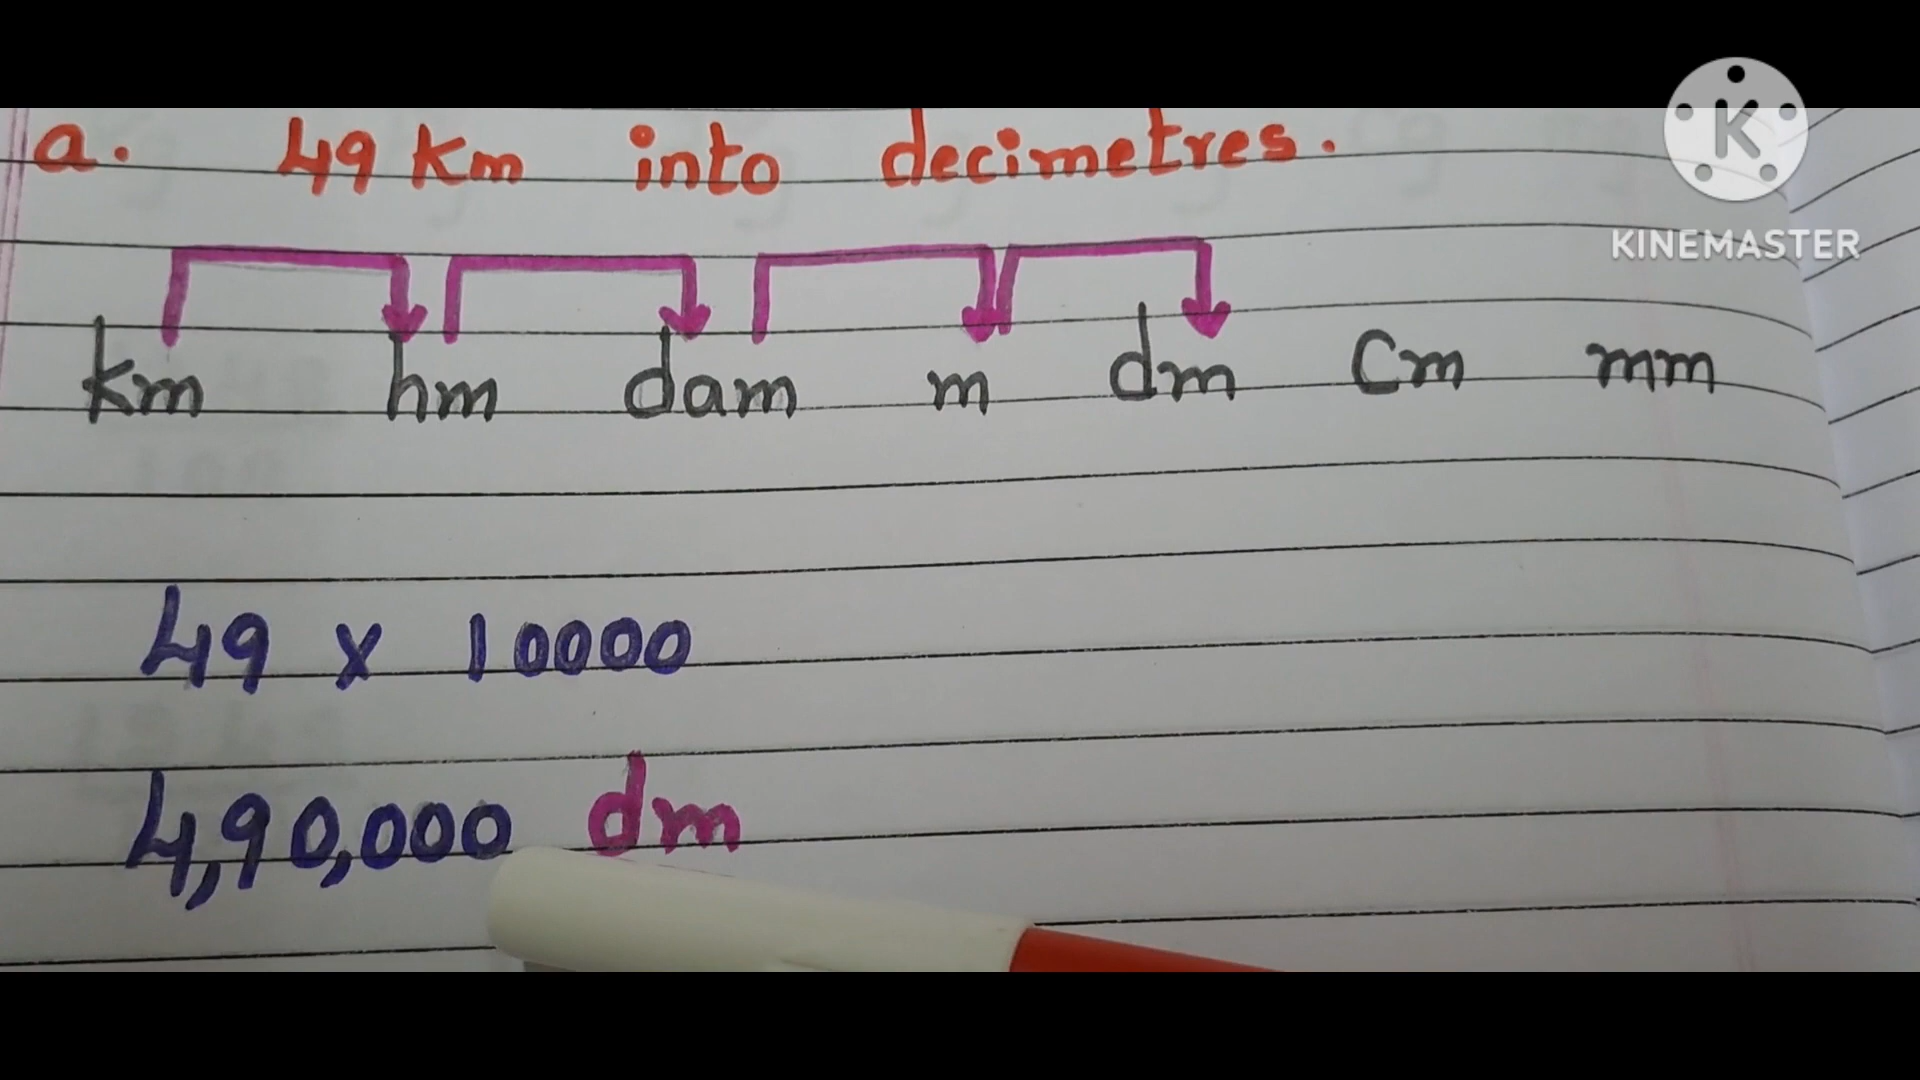 a. 49 Km into decimetres.
K
KINEMASTER
km hm dam m dm Cm mm
49 x 10000
4,90,000 dm